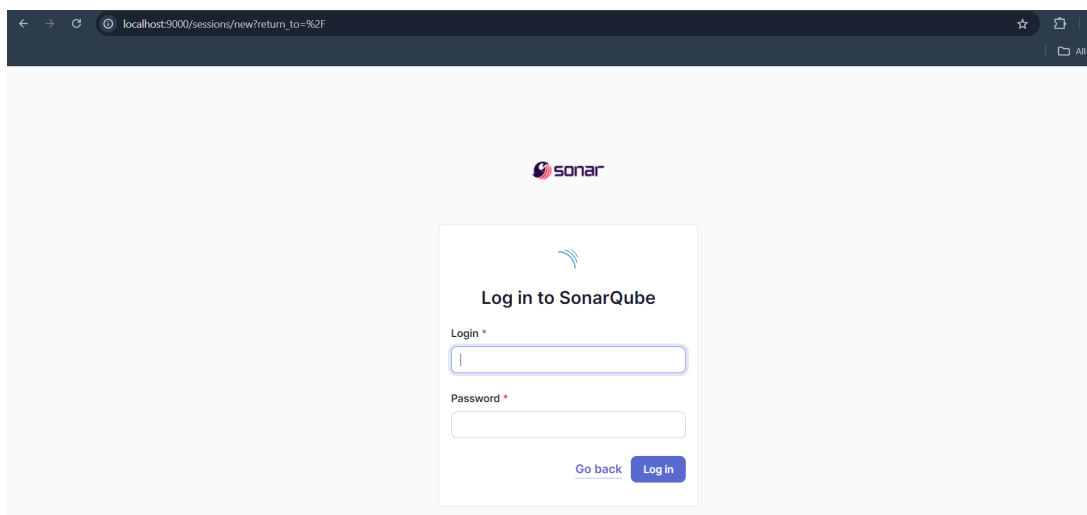 localhost:9000/sessions/new?return_to=%2F
All
sonar
Log in to SonarQube
Login *
Password *
Go back Log in